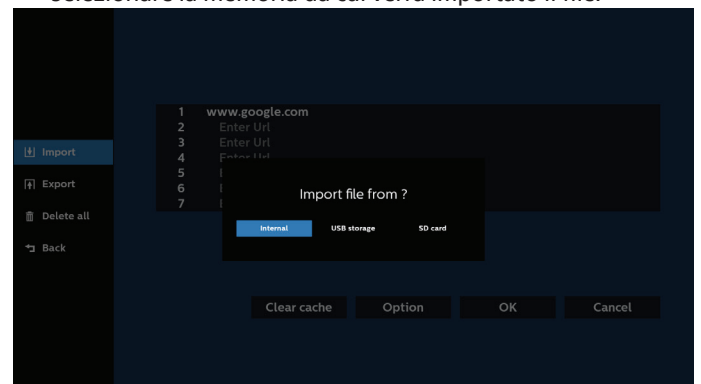 Selezionare la memoria da cui verrà importato il file.
1 www.google.com
2 Enter Url
3 Enter Url
4 Enter Url
5
6
7
Import
Export
Delete all
Back
Import file from ?
Internal USB storage SD card
Clear cache Option OK Cancel